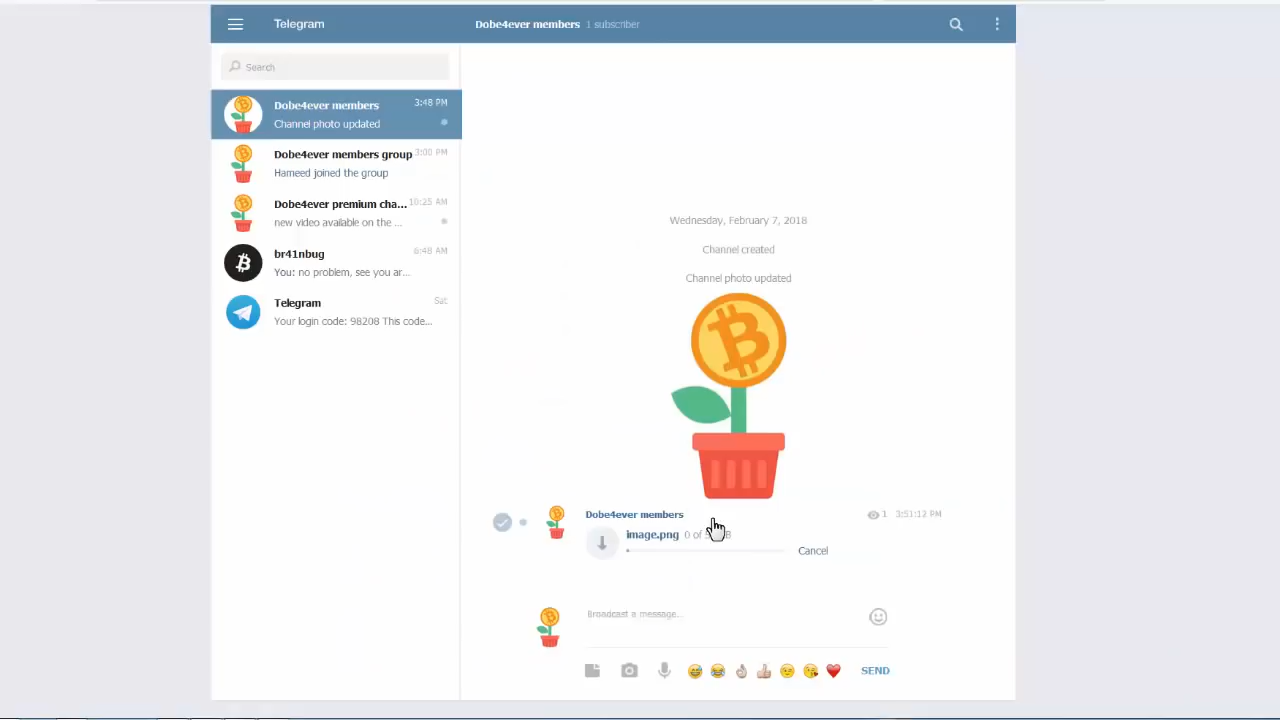 Telegram
Dobe4ever members 1 subscriber
Search
Dobe4ever members 3:48 PM
Channel photo updated
Dobe4ever members group 3:00 PM
Hameed joined the group
Dobe4ever premium cha... 10:25 AM
new video available on the ...
br41nbug 6:48 AM
You: no problem, see you ar...
Telegram Sat
Your login code: 98208 This code...
Wednesday, February 7, 2018
Channel created
Channel photo updated
Dobe4ever members 1 3:51:12 PM
image.png 0 of
Cancel
Broadcast a message...
SEND